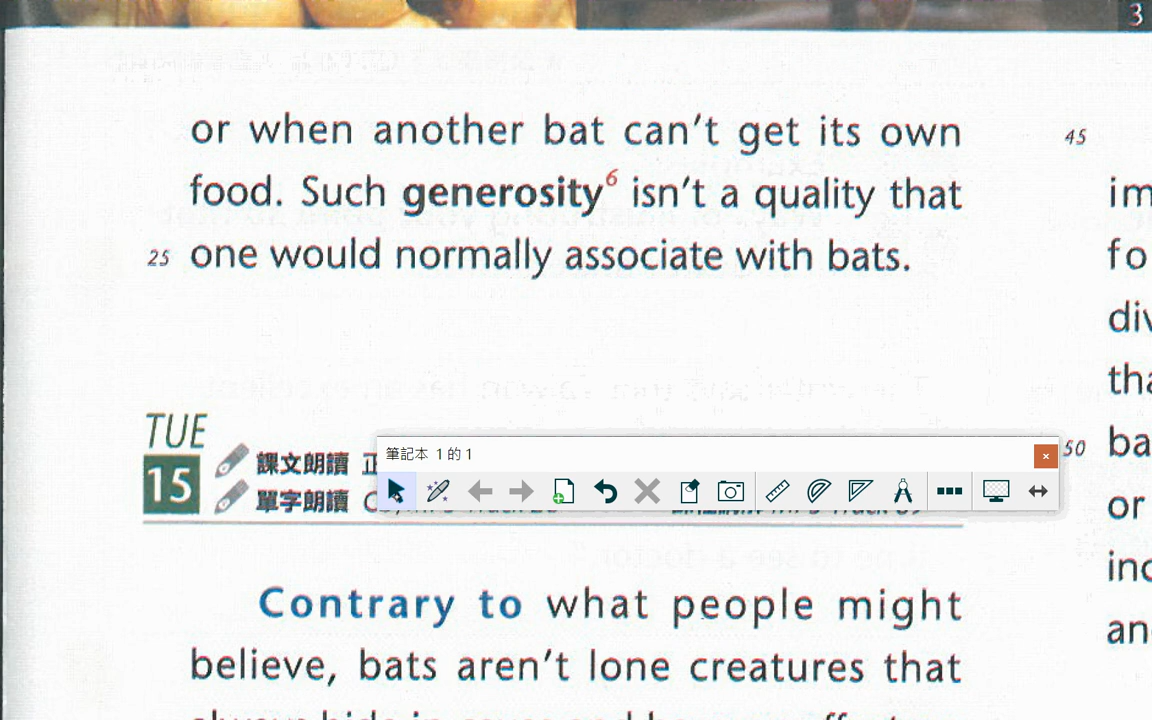 3
or when another bat can't get its own
food. Such generosity⁶ isn't a quality that
25 one would normally associate with bats.
TUE
15
課文朗讀 正
單字朗讀
筆記本 1 的 1
Contrary to what people might
believe, bats aren't lone creatures that
45
im
fo
div
tha
50 ba
or
inc
an